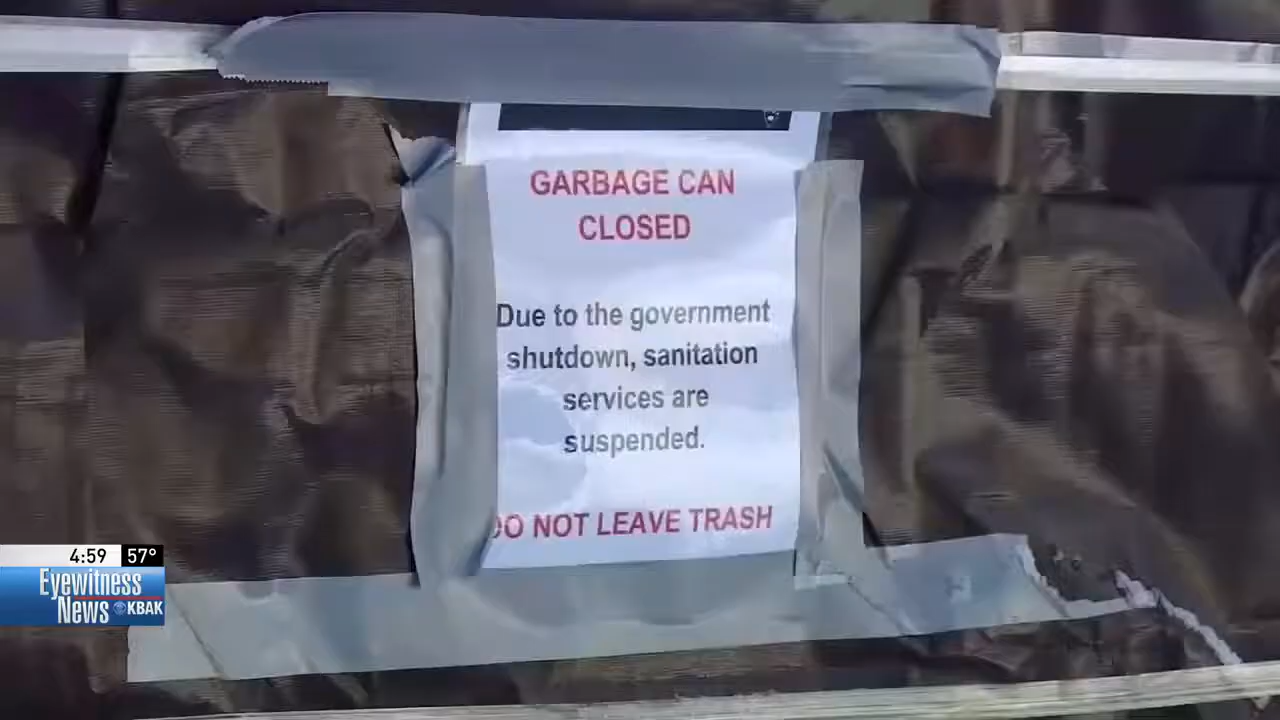 GARBAGE CAN
CLOSED
Due to the government
shutdown, sanitation
services are
suspended.
DO NOT LEAVE TRASH
4:59 57°
Eyewitness
News KBAK